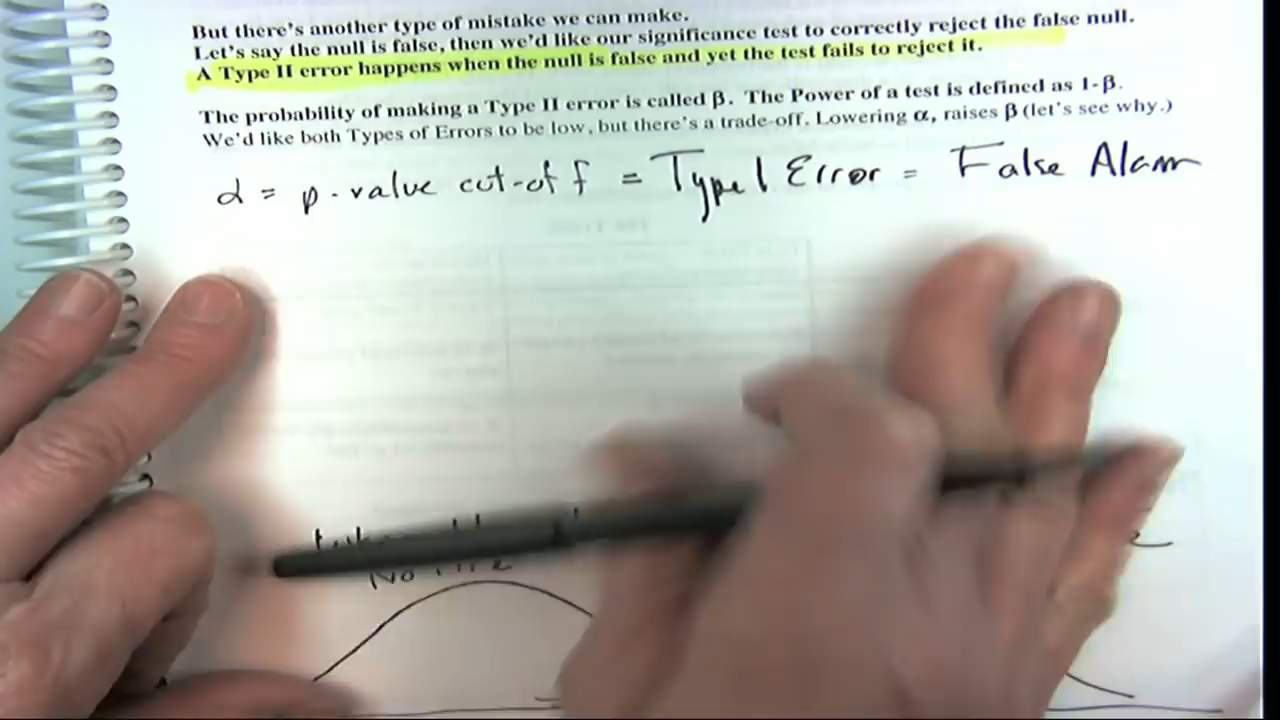 But there's another type of mistake we can make.
Let's say the null is false, then we'd like our significance test to correctly reject the false null.
A Type II error happens when the null is false and yet the test fails to reject it.
The probability of making a Type II error is called β. The Power of a test is defined as 1-β.
We'd like both Types of Errors to be low, but there's a trade-off. Lowering α, raises β (let's see why.)
α = p-value cut-off = Type I Error = False Alarm
No